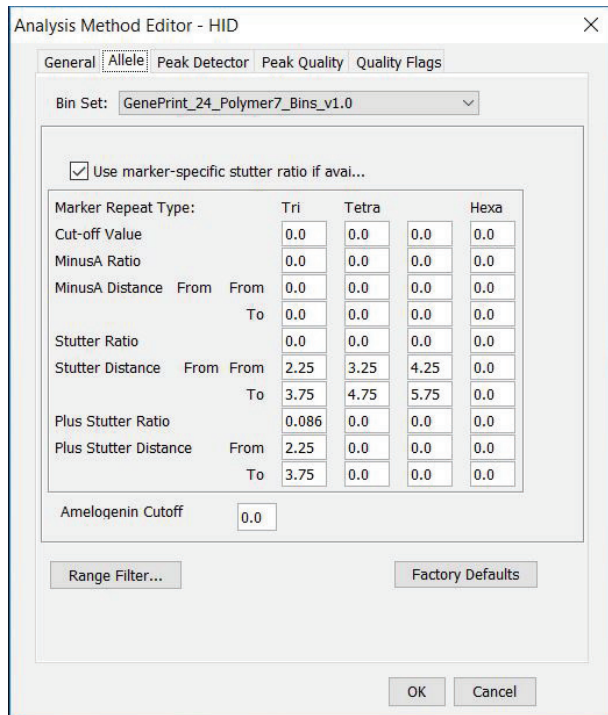 Analysis Method Editor - HID
General Allele Peak Detector Peak Quality Quality Flags
Bin Set: GenePrint_24_Polymer7_Bins_v1.0
Use marker-specific stutter ratio if avai...
Marker Repeat Type: Tri Tetra Hexa
Cut-off Value 0.0 0.0 0.0 0.0
MinusA Ratio 0.0 0.0 0.0 0.0
MinusA Distance From From 0.0 0.0 0.0 0.0
To 0.0 0.0 0.0 0.0
Stutter Ratio 0.0 0.0 0.0 0.0
Stutter Distance From From 2.25 3.25 4.25 0.0
To 3.75 4.75 5.75 0.0
Plus Stutter Ratio 0.086 0.0 0.0 0.0
Plus Stutter Distance From 2.25 0.0 0.0 0.0
To 3.75 0.0 0.0 0.0
Amelogenin Cutoff 0.0
Range Filter... Factory Defaults
OK Cancel